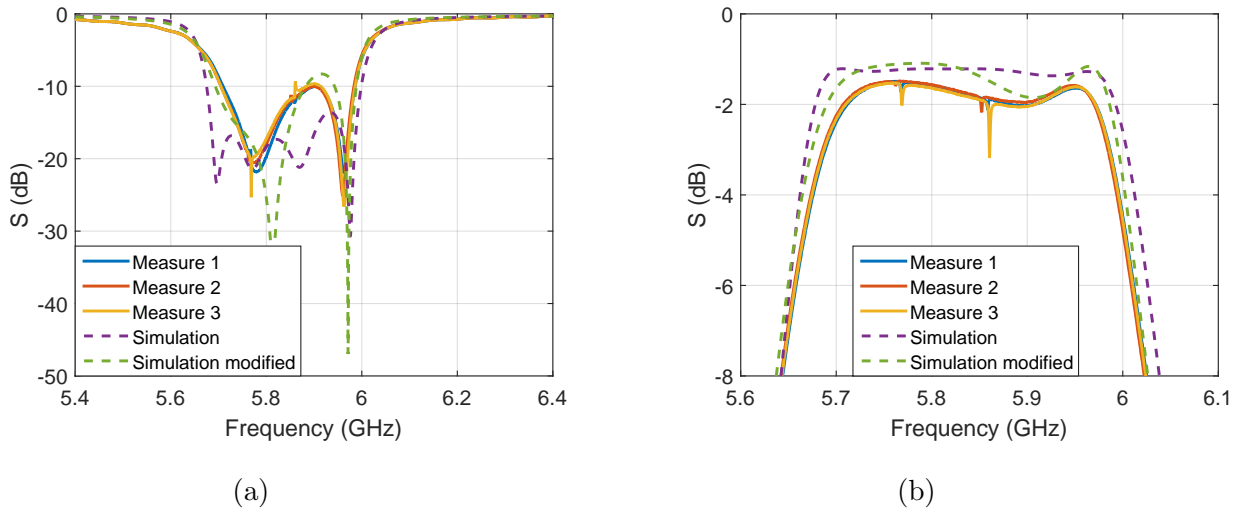 0
-10
-20
-30
-40
-50
S (dB)
5.4 5.6 5.8 6 6.2 6.4
Frequency (GHz)
Measure 1
Measure 2
Measure 3
Simulation
Simulation modified
(a)
0
-2
-4
-6
-8
S (dB)
5.6 5.7 5.8 5.9 6 6.1
Frequency (GHz)
Measure 1
Measure 2
Measure 3
Simulation
Simulation modified
(b)